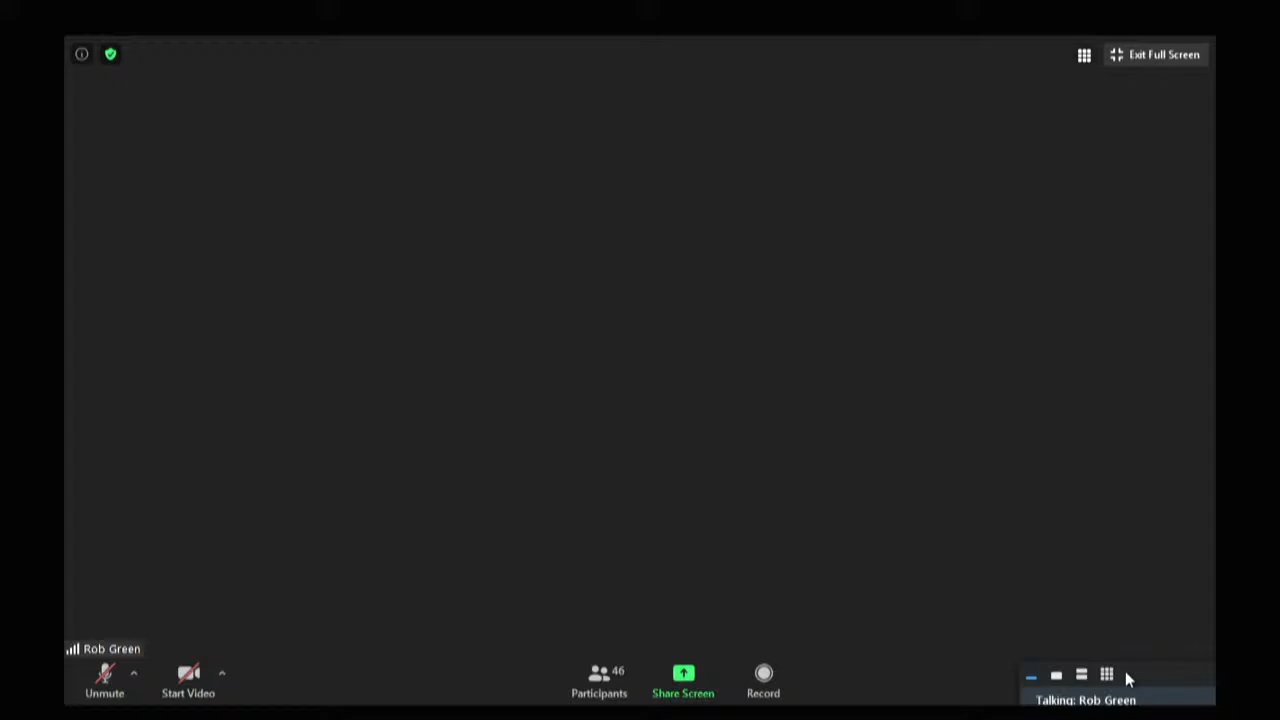 Exit Full Screen
Rob Green
Unmute
Start Video
46
Participants
Share Screen
Record
Talking: Rob Green